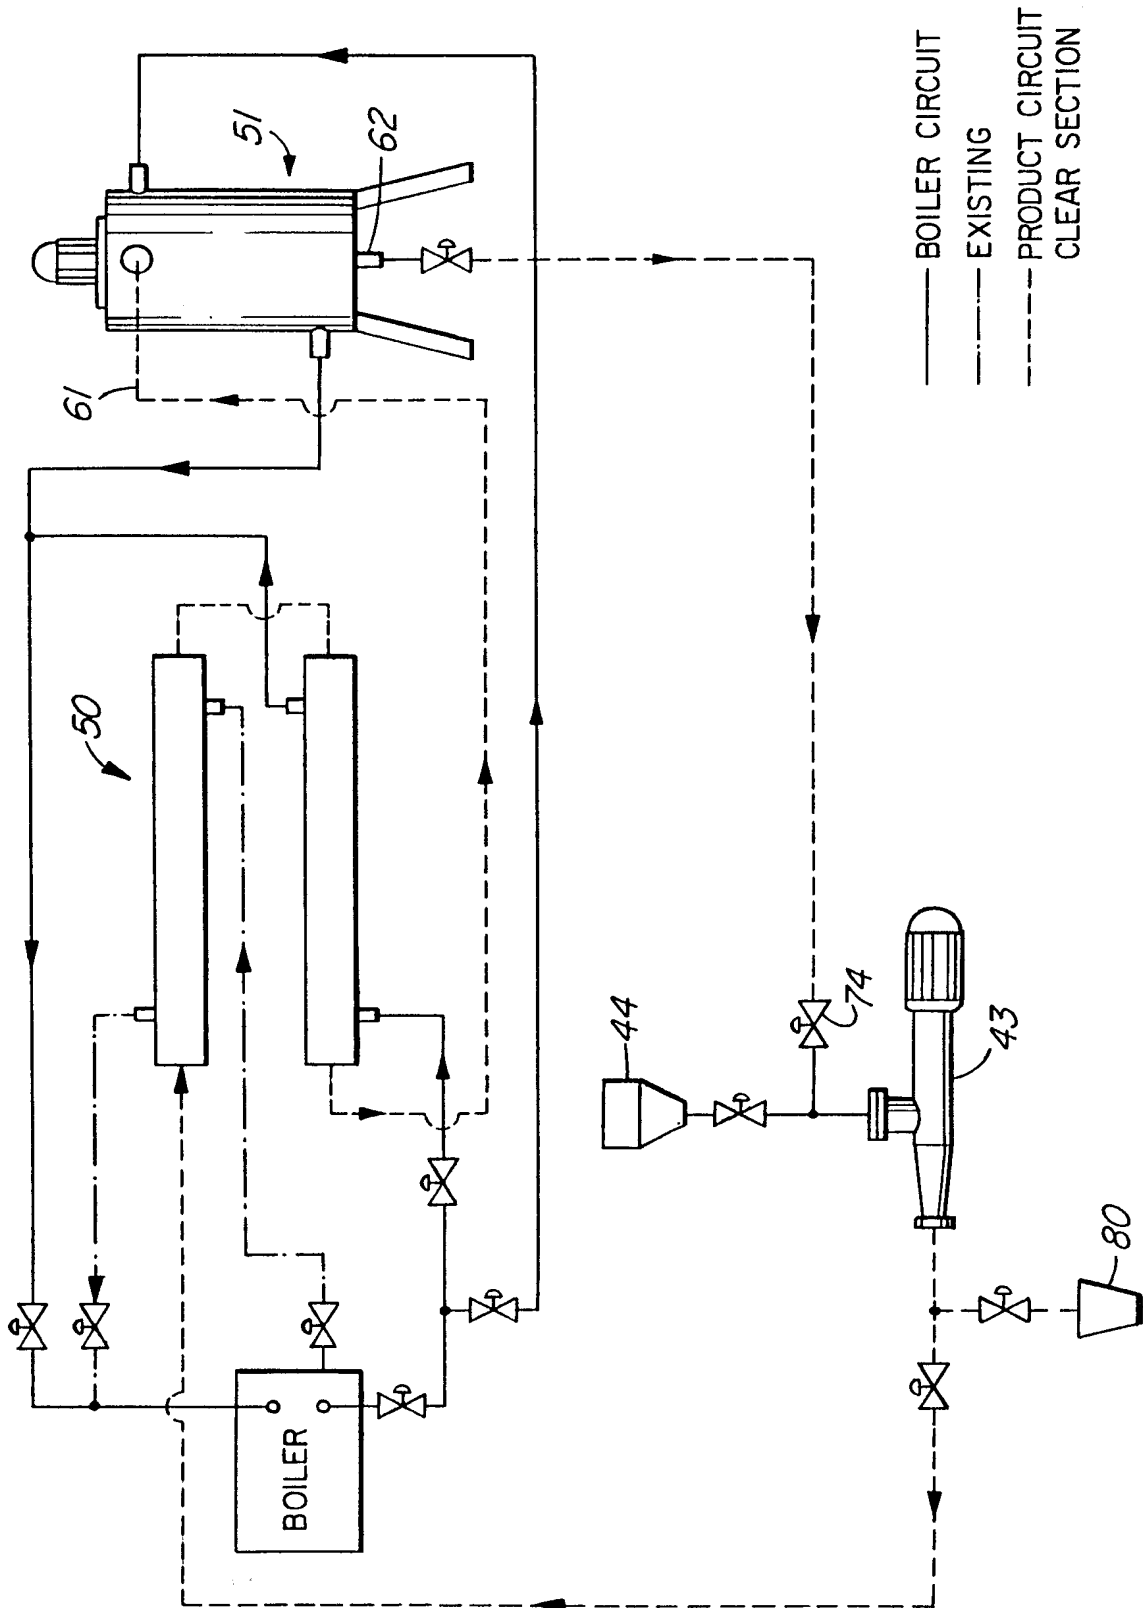 51
62
61
50
BOILER
44
74
43
80
BOILER CIRCUIT
EXISTING
PRODUCT CIRCUIT
CLEAR SECTION